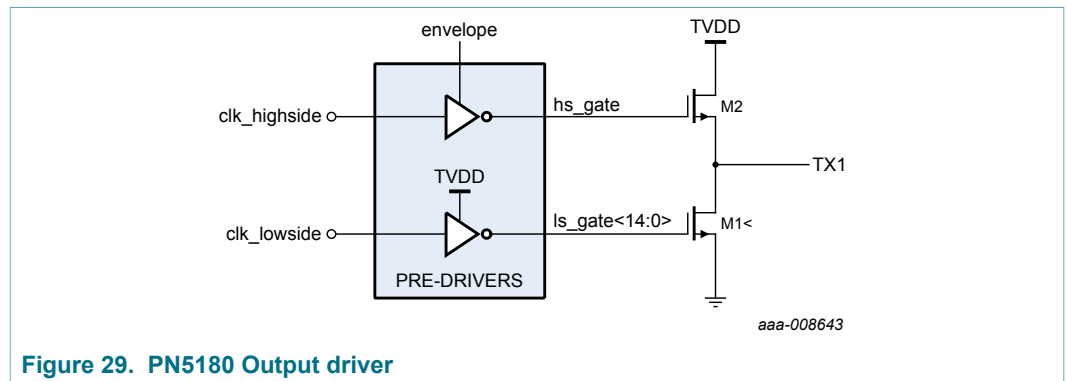 envelope
TVDD
clk_highside
hs_gate
M2
TX1
TVDD
clk_lowside
ls_gate<14:0>
M1<
PRE-DRIVERS
aaa-008643
Figure 29. PN5180 Output driver